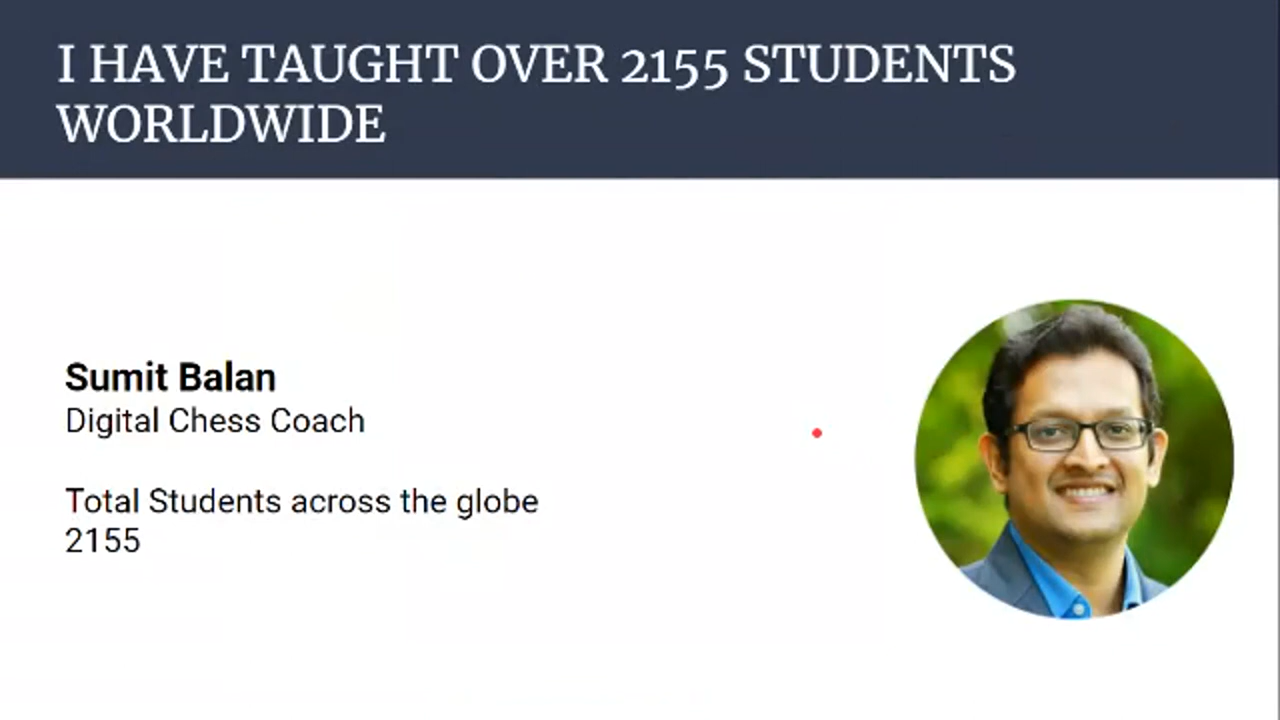 I HAVE TAUGHT OVER 2155 STUDENTS
WORLDWIDE
Sumit Balan
Digital Chess Coach
Total Students across the globe
2155